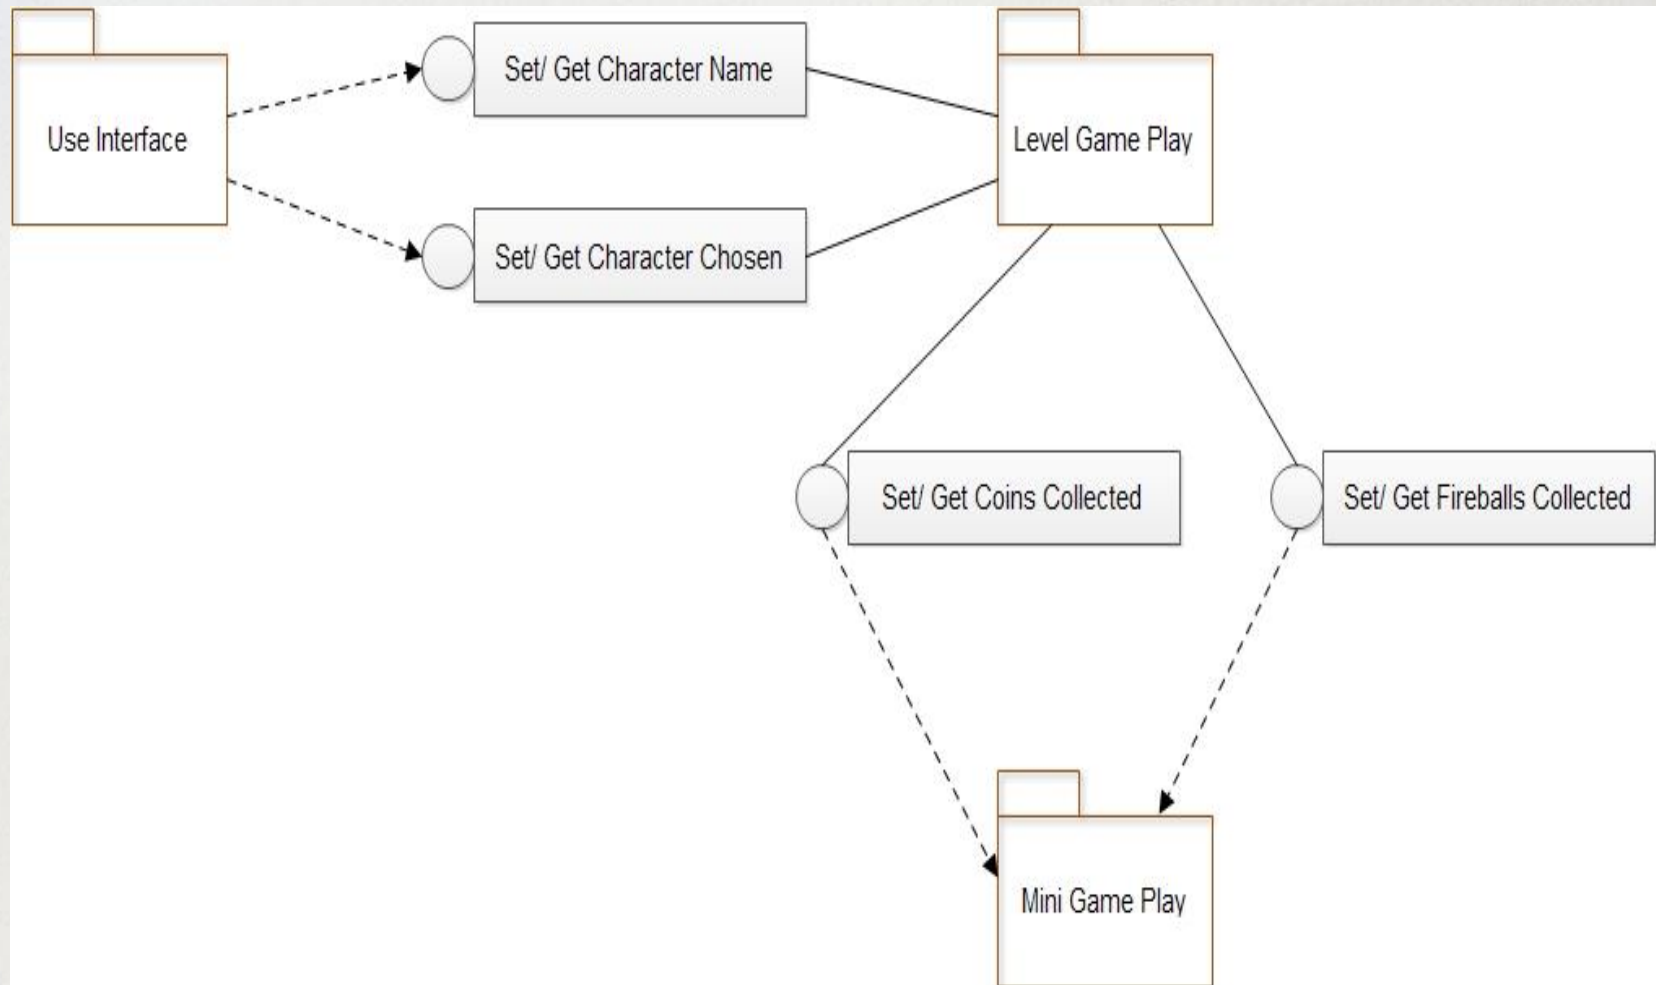 Set/ Get Character Name
Use Interface
Level Game Play
Set/ Get Character Chosen
Set/ Get Coins Collected
Set/ Get Fireballs Collected
Mini Game Play